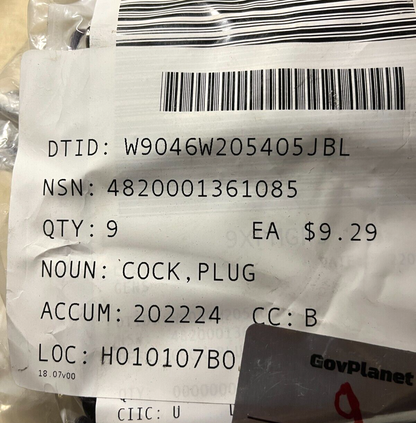 DTID: W9046W205405JBL
NSN: 4820001361085
QTY: 9 EA $9.29
NOUN: COCK,PLUG
ACCUM: 202224 CC: B
LOC: H010107B0
18.07v00
GovPlanet
9
CIIC: U